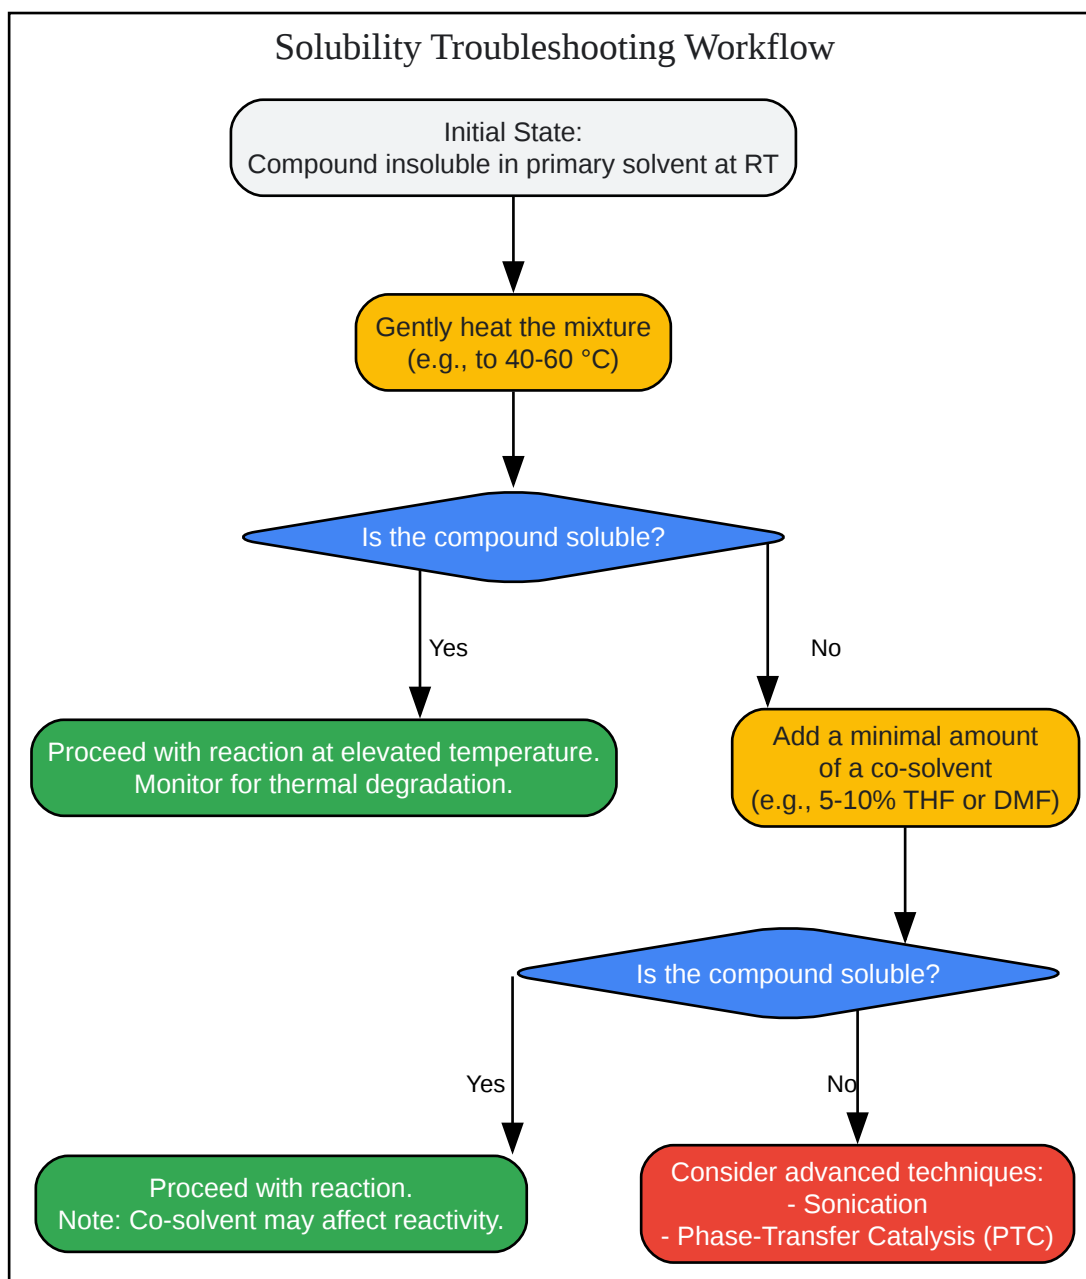 Solubility Troubleshooting Workflow
Initial State:
Compound insoluble in primary solvent at RT
Gently heat the mixture
(e.g., to 40-60 °C)
Is the compound soluble?
Yes
No
Proceed with reaction at elevated temperature.
Monitor for thermal degradation.
Add a minimal amount
of a co-solvent
(e.g., 5-10% THF or DMF)
Is the compound soluble?
Yes
No
Proceed with reaction.
Note: Co-solvent may affect reactivity.
Consider advanced techniques:
- Sonication
- Phase-Transfer Catalysis (PTC)